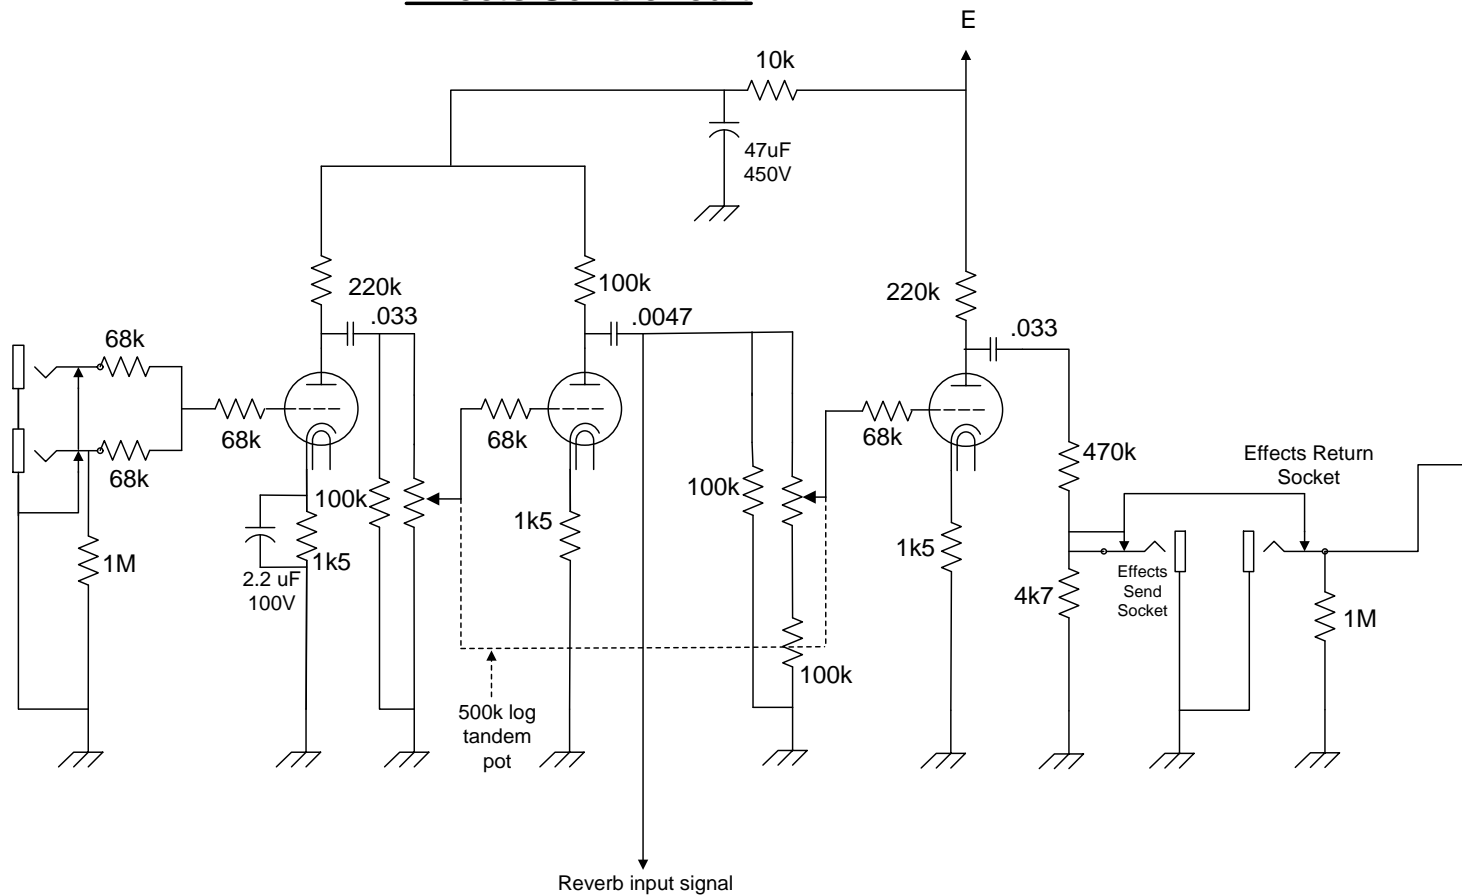 E
10k
47uF
450V
220k
.033
100k
.0047
220k
.033
68k
68k
68k
68k
68k
100k
1k5
2.2 uF
100V
1M
1k5
100k
100k
1k5
470k
4k7
Effects Return
Socket
Effects
Send
Socket
1M
500k log
tandem
pot
Reverb input signal